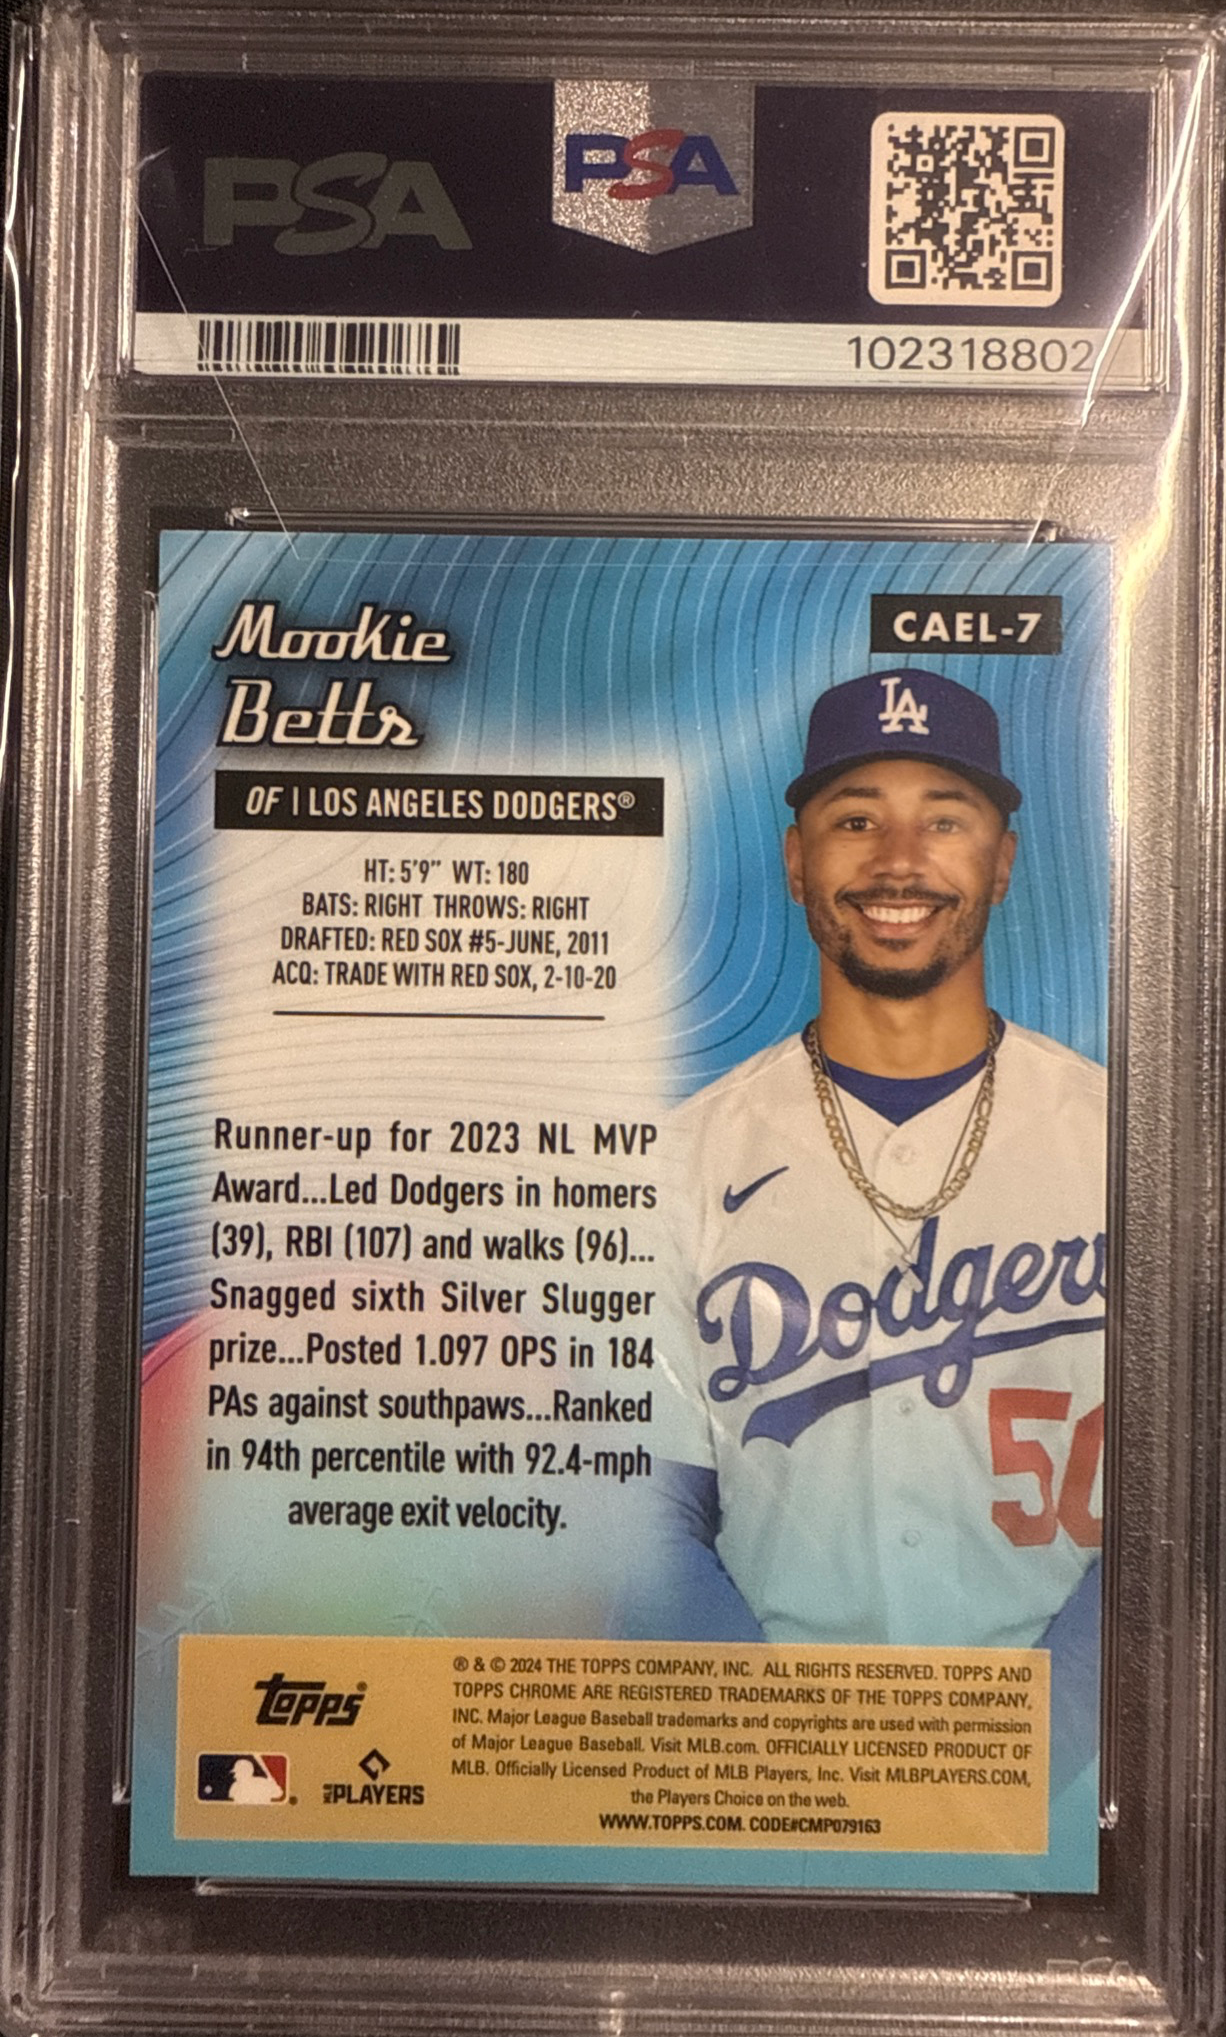 PSA
PSA
102318802
CAEL-7
Mookie
Betts
LA
OF | LOS ANGELES DODGERS®
HT: 5'9" WT: 180
BATS: RIGHT THROWS: RIGHT
DRAFTED: RED SOX #5-JUNE, 2011
ACQ: TRADE WITH RED SOX, 2-10-20
Runner-up for 2023 NL MVP
Award...Led Dodgers in homers
(39), RBI (107) and walks (96)...
Snagged sixth Silver Slugger
prize...Posted 1.097 OPS in 184
PAs against southpaws...Ranked
in 94th percentile with 92.4-mph
average exit velocity.
Dodgers
50
topps®
MLB PLAYERS
® & © 2024 THE TOPPS COMPANY, INC. ALL RIGHTS RESERVED. TOPPS AND
TOPPS CHROME ARE REGISTERED TRADEMARKS OF THE TOPPS COMPANY,
INC. Major League Baseball trademarks and copyrights are used with permission
of Major League Baseball. Visit MLB.com. OFFICIALLY LICENSED PRODUCT OF
MLB. Officially Licensed Product of MLB Players, Inc. Visit MLBPLAYERS.COM,
the Players Choice on the web.
WWW.TOPPS.COM. CODE#CMP079163
PSA